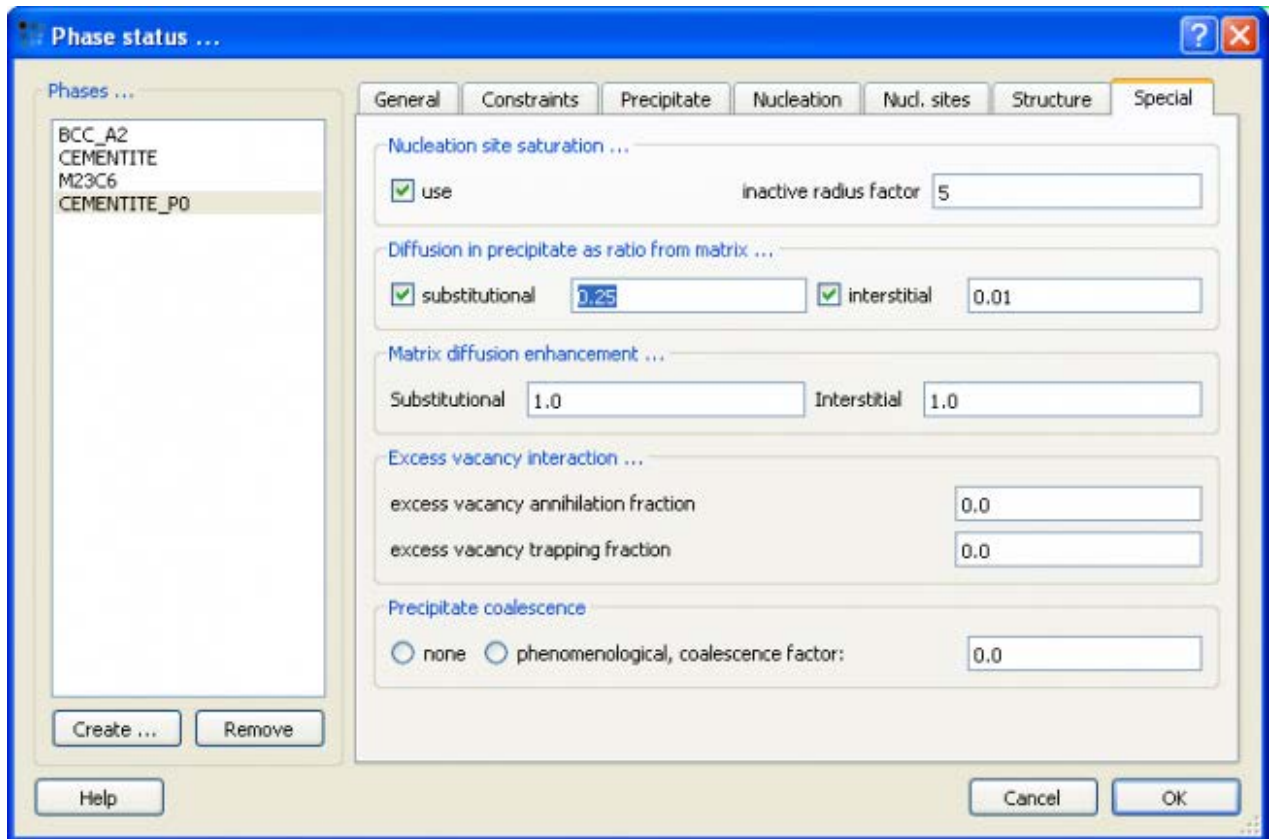 Phase status ...
Phases ...
BCC_A2
CEMENTITE
M23C6
CEMENTITE_P0
Create ... Remove
General Constraints Precipitate Nucleation Nucl. sites Structure Special
Nucleation site saturation ...
use inactive radius factor 5
Diffusion in precipitate as ratio from matrix ...
substitutional 0.25 interstitial 0.01
Matrix diffusion enhancement ...
Substitutional 1.0 Interstitial 1.0
Excess vacancy interaction ...
excess vacancy annihilation fraction 0.0
excess vacancy trapping fraction 0.0
Precipitate coalescence
none phenomenological, coalescence factor: 0.0
Help Cancel OK